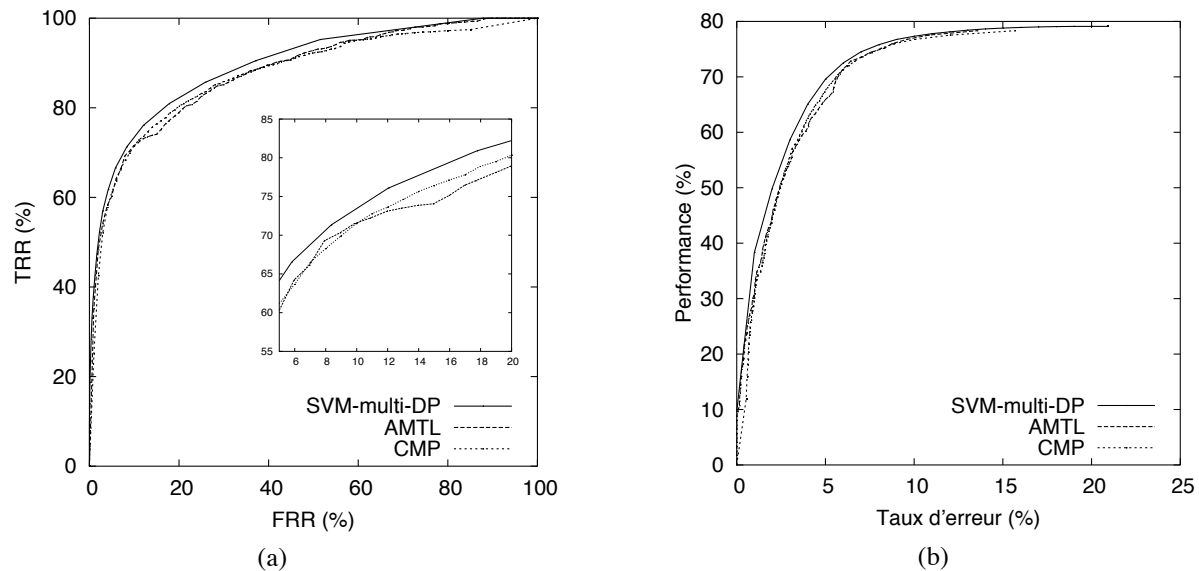 100
80
60
40
20
0
TRR (%)
85
80
75
70
65
60
55
6 8 10 12 14 16 18 20
SVM-multi-DP
AMTL
CMP
0 20 40 60 80 100
FRR (%)
(a)
80
70
60
50
40
30
20
10
0
Performance (%)
SVM-multi-DP
AMTL
CMP
0 5 10 15 20 25
Taux d'erreur (%)
(b)